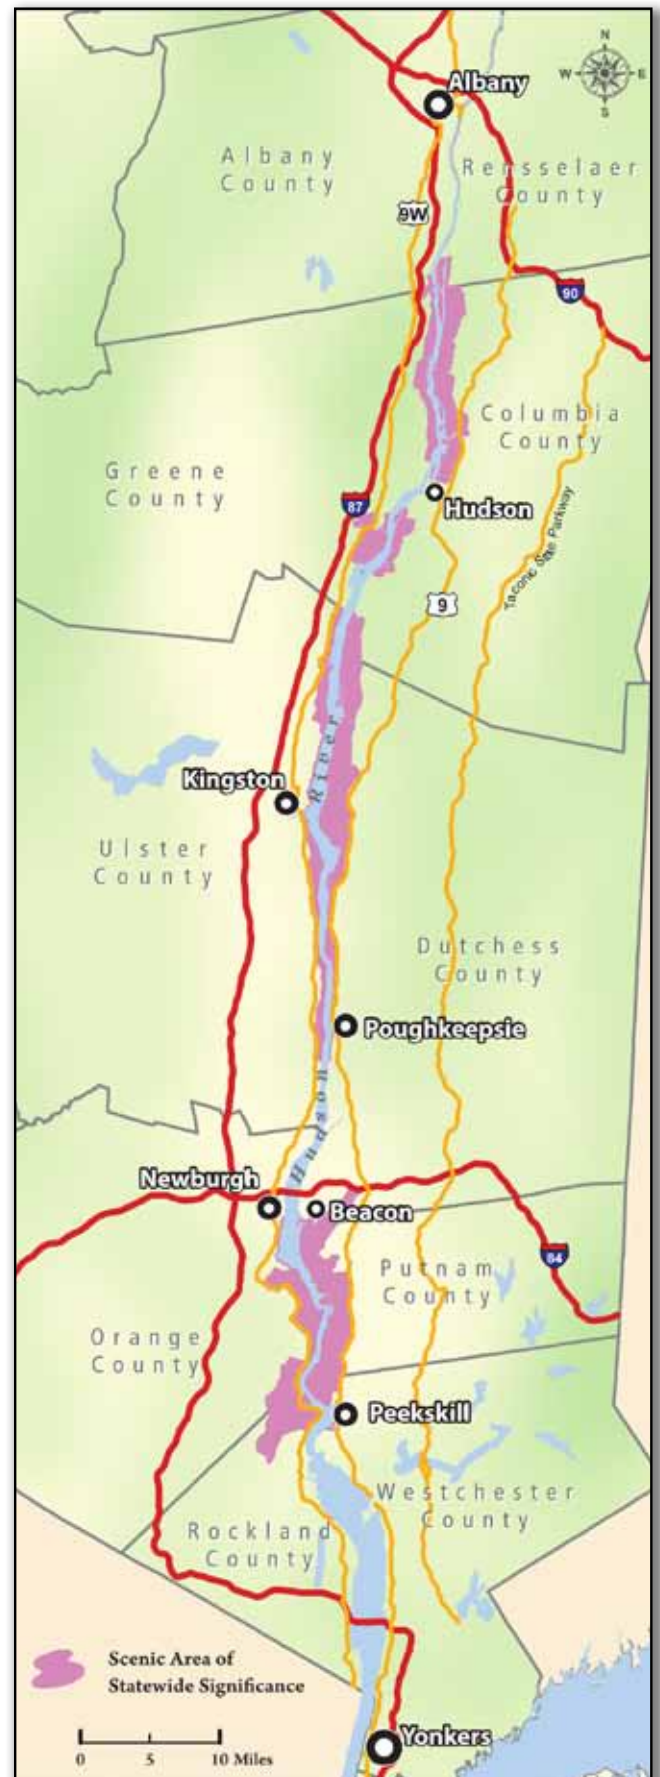 N
W
E
S
Albany
Albany
County
Rensselaer
County
9W
90
Columbia
County
Greene
County
87
Hudson
Taconic State Parkway
9
River
Kingston
Ulster
County
Dutchess
County
Poughkeepsie
Hudson
Newburgh
Beacon
84
Putnam
County
Orange
County
Peekskill
Westchester
County
Rockland
County
Scenic Area of
Statewide Significance
Yonkers
0 5 10 Miles